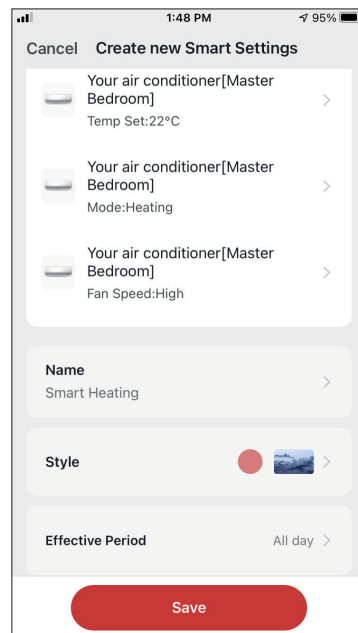 1:48 PM
95%
Cancel
Create new Smart Settings
Your air conditioner[Master
Bedroom]
Temp Set:22°C
Your air conditioner[Master
Bedroom]
Mode:Heating
Your air conditioner[Master
Bedroom]
Fan Speed:High
Name
Smart Heating
Style
Effective Period
All day
Save